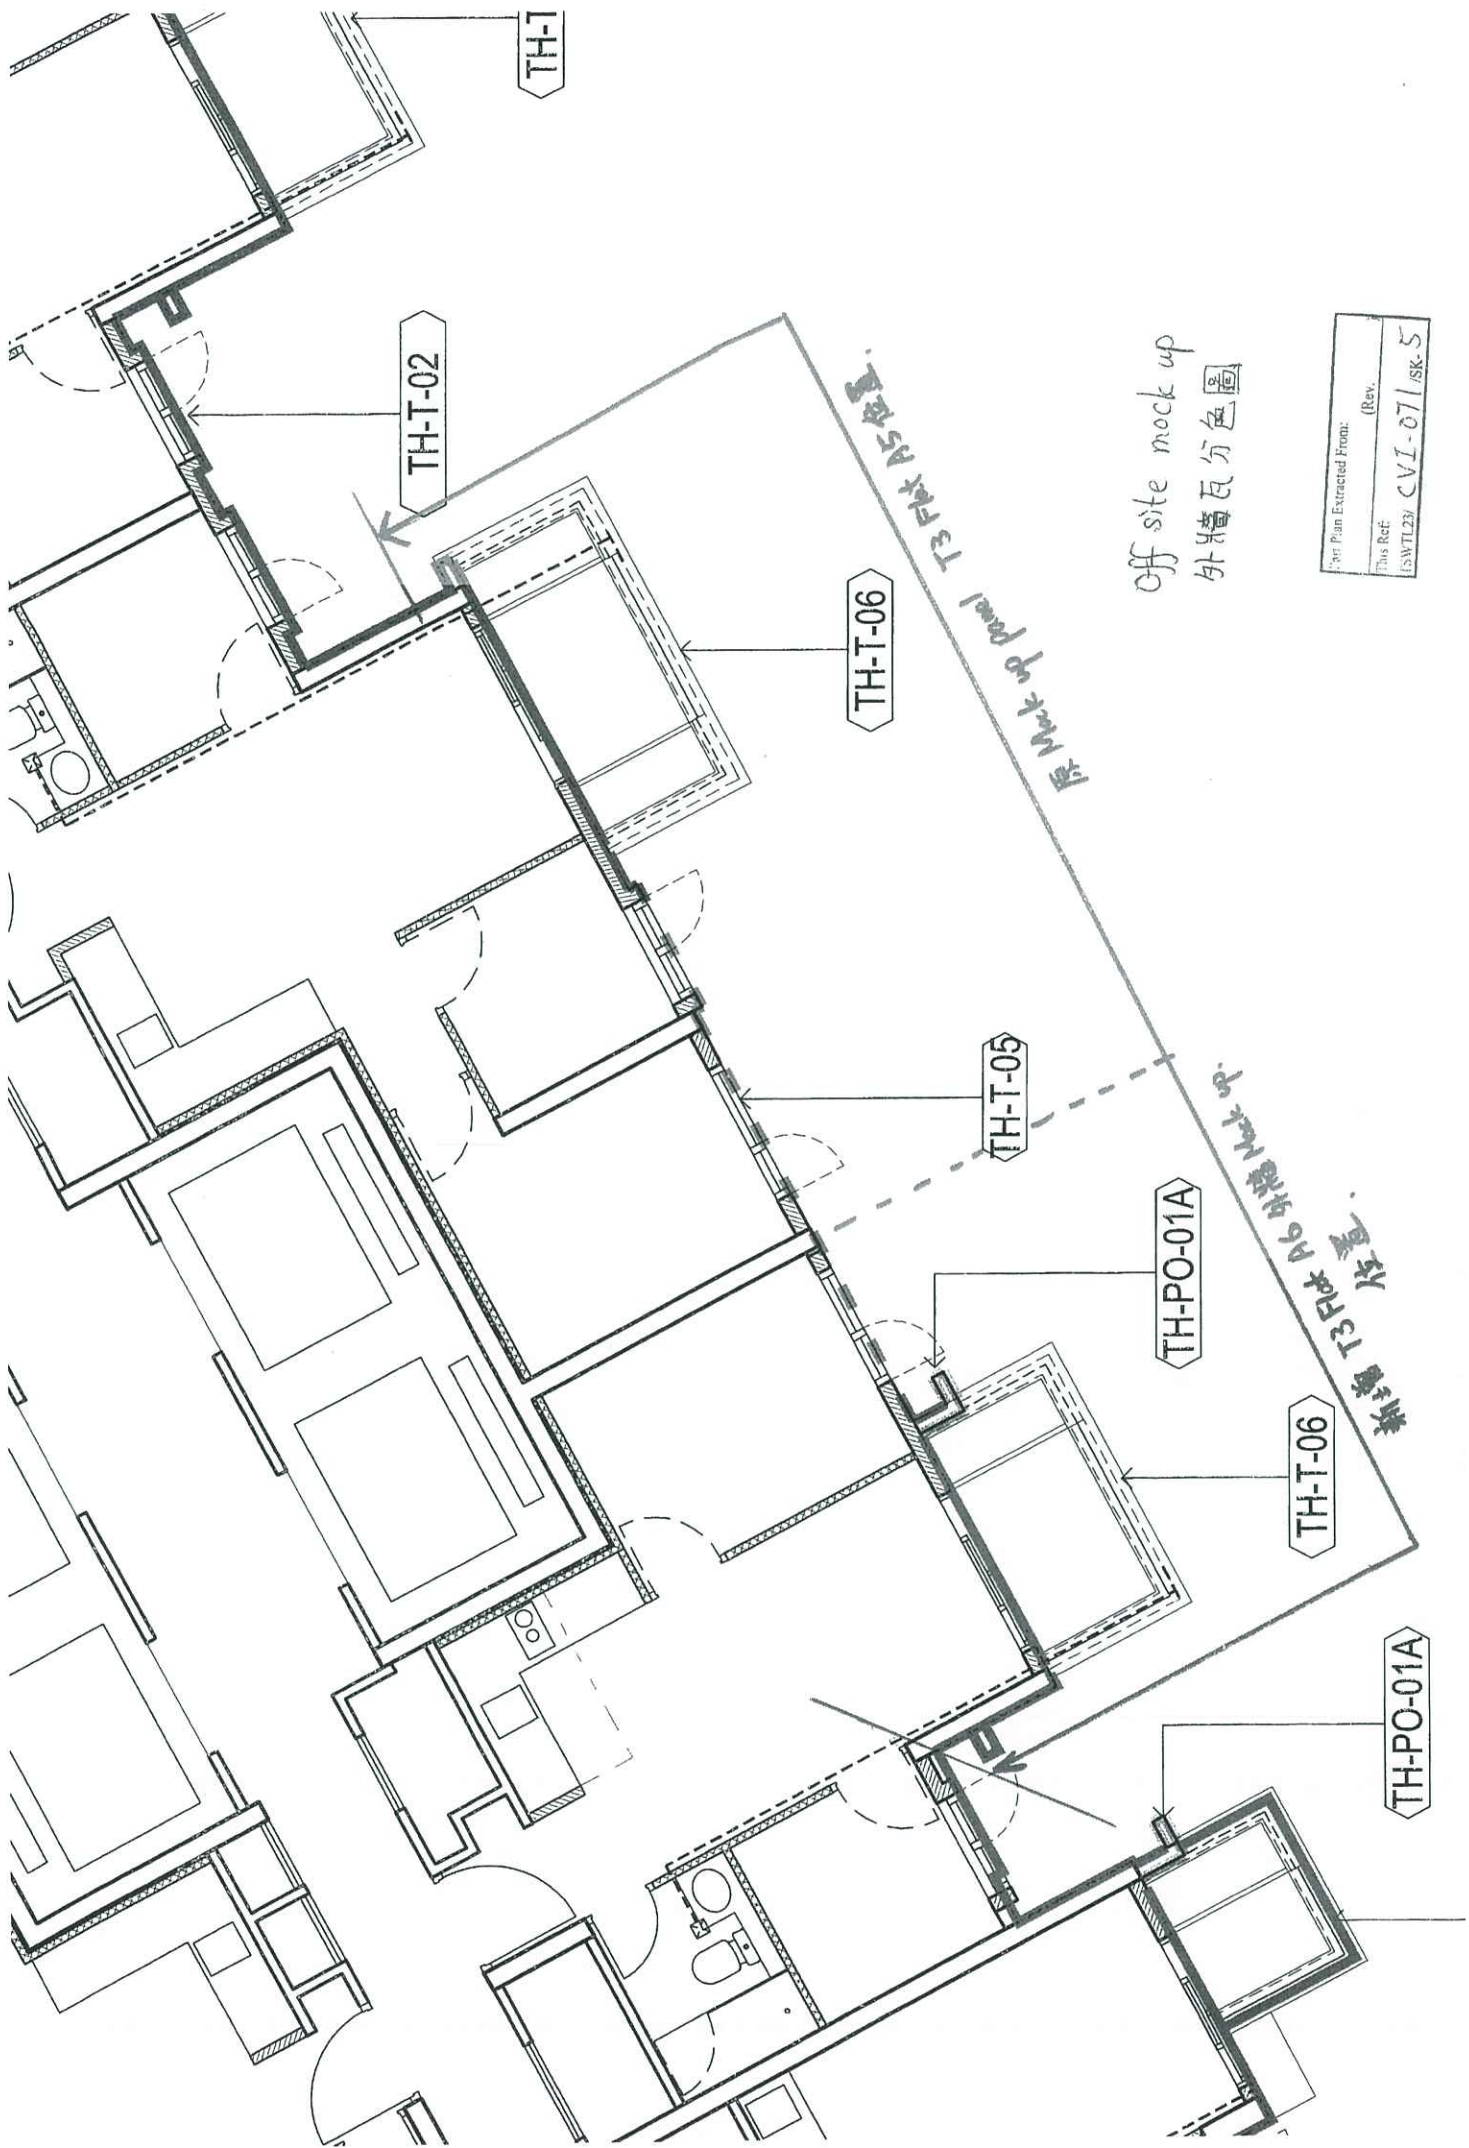 TH-T
TH-T-02
TH-T-06
TH-T-05
TH-PO-01A
TH-T-06
TH-PO-01A
原 Mock up panel T3 Flat A5 位置.
新增 T3 Flat A6 外牆 Mock up.
位置.
Off site mock up
外牆瓦分色圖
Part Plan Extracted From:
(Rev.
This Ref:
(SWTL23/ CVI-071/SK-5